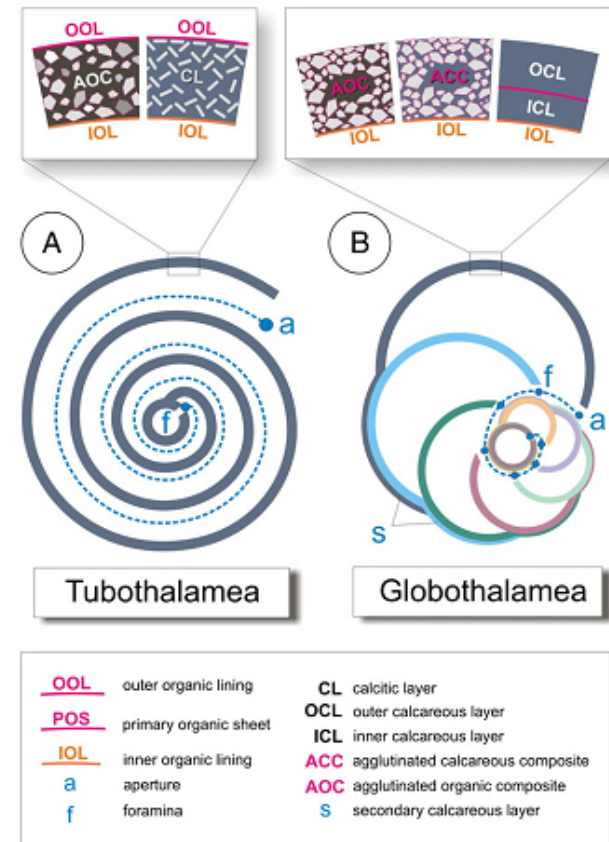 OOL
OOL
AOC
CL
IOL
IOL
AOC
ACC
OCL
ICL
IOL
IOL
IOL
A
B
a
f
f
a
s
Tubothalamea
Globothalamea
OOL outer organic lining
POS primary organic sheet
IOL inner organic lining
a aperture
f foramina
CL calcitic layer
OCL outer calcareous layer
ICL inner calcareous layer
ACC agglutinated calcareous composite
AOC agglutinated organic composite
s secondary calcareous layer